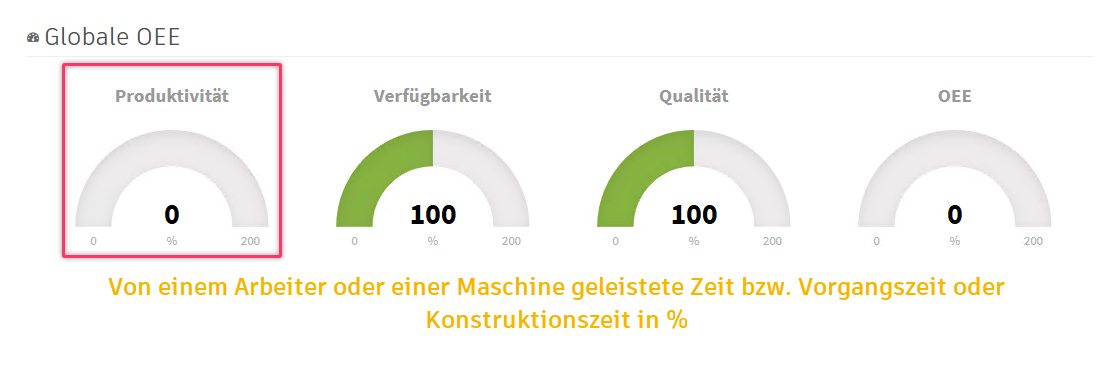 Globale OEE
Produktivität Verfügbarkeit Qualität OEE
0 100 100 0
0 % 200 0 % 200 0 % 200 0 % 200
Von einem Arbeiter oder einer Maschine geleistete Zeit bzw. Vorgangszeit oder
Konstruktionszeit in %